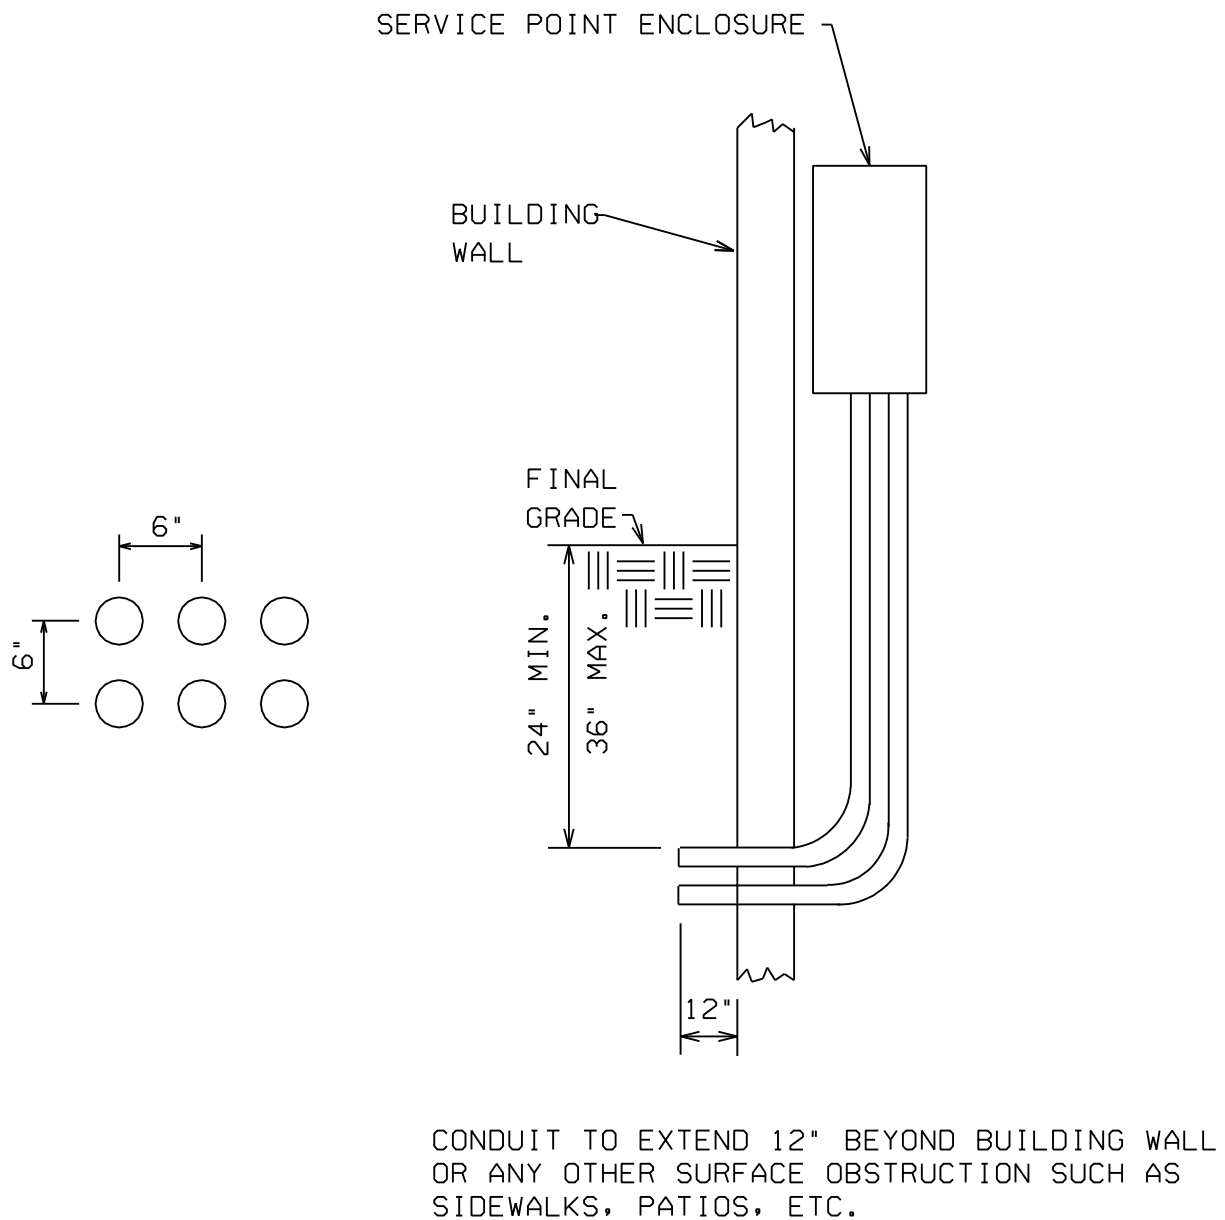 SERVICE POINT ENCLOSURE
BUILDING
WALL
FINAL
GRADE
6"
6"
24" MIN.
36" MAX.
12"
CONDUIT TO EXTEND 12" BEYOND BUILDING WALL
OR ANY OTHER SURFACE OBSTRUCTION SUCH AS
SIDEWALKS, PATIOS, ETC.